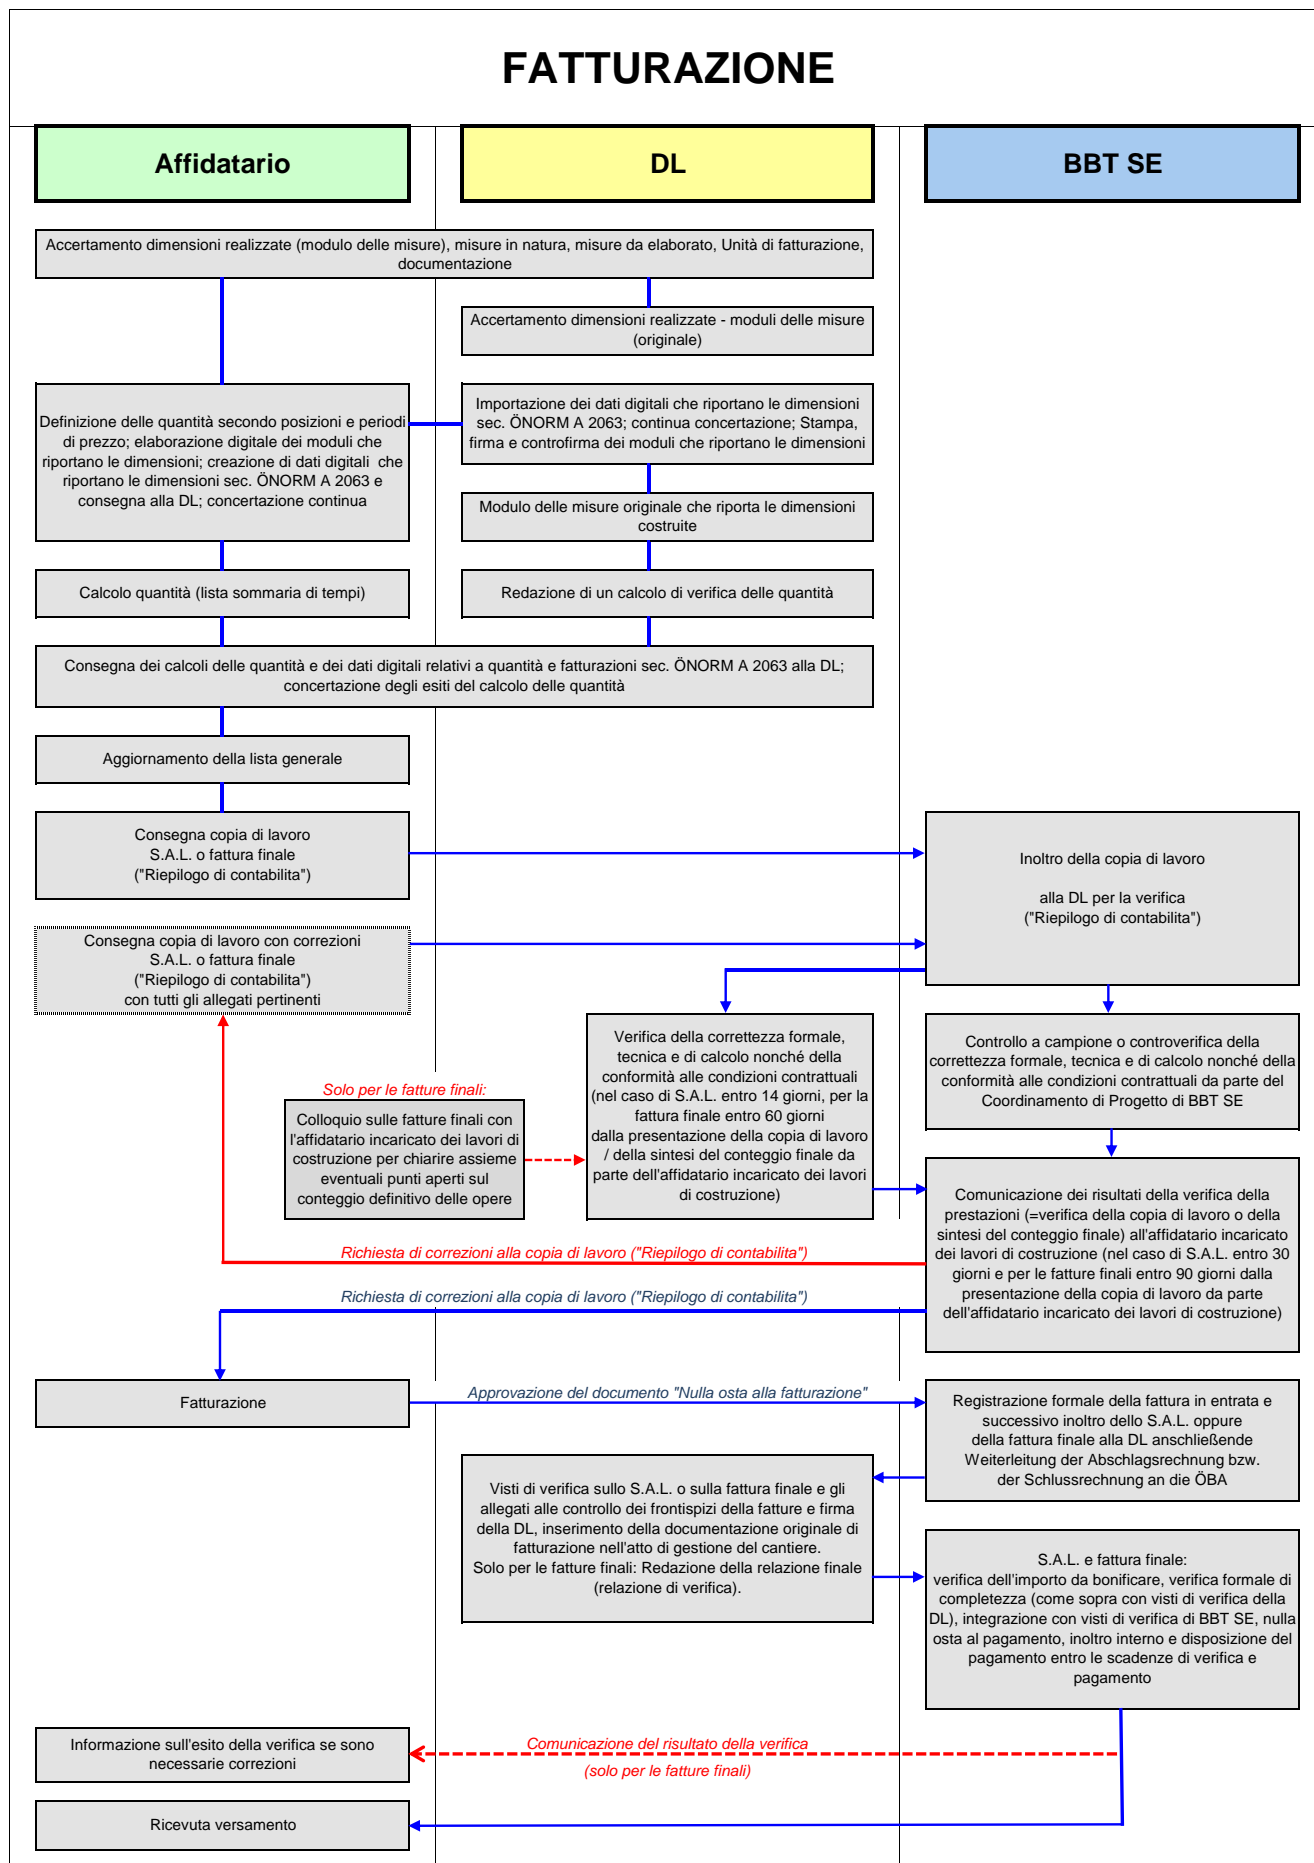 FATTURAZIONE
Affidatario
DL
BBT SE
Accertamento dimensioni realizzate (modulo delle misure), misure in natura, misure da elaborato, Unità di fatturazione,
documentazione
Accertamento dimensioni realizzate - moduli delle misure
(originale)
Definizione delle quantità secondo posizioni e periodi
di prezzo; elaborazione digitale dei moduli che
riportano le dimensioni; creazione di dati digitali che
riportano le dimensioni sec. ÖNORM A 2063 e
consegna alla DL; concertazione continua
Importazione dei dati digitali che riportano le dimensioni
sec. ÖNORM A 2063; continua concertazione; Stampa,
firma e controfirma dei moduli che riportano le dimensioni
Modulo delle misure originale che riporta le dimensioni
costruite
Calcolo quantità (lista sommaria di tempi)
Redazione di un calcolo di verifica delle quantità
Consegna dei calcoli delle quantità e dei dati digitali relativi a quantità e fatturazioni sec. ÖNORM A 2063 alla DL;
concertazione degli esiti del calcolo delle quantità
Aggiornamento della lista generale
Consegna copia di lavoro
S.A.L. o fattura finale
("Riepilogo di contabilita")
Inoltro della copia di lavoro
alla DL per la verifica
("Riepilogo di contabilita")
Consegna copia di lavoro con correzioni
S.A.L. o fattura finale
("Riepilogo di contabilita")
con tutti gli allegati pertinenti
Verifica della correttezza formale,
tecnica e di calcolo nonché della
conformità alle condizioni contrattuali
(nel caso di S.A.L. entro 14 giorni, per la
fattura finale entro 60 giorni
dalla presentazione della copia di lavoro
/ della sintesi del conteggio finale da
parte dell'affidatario incaricato dei lavori
di costruzione)
Controllo a campione o controverifica della
correttezza formale, tecnica e di calcolo nonché della
conformità alle condizioni contrattuali da parte del
Coordinamento di Progetto di BBT SE
Solo per le fatture finali:
Colloquio sulle fatture finali con
l'affidatario incaricato dei lavori di
costruzione per chiarire assieme
eventuali punti aperti sul
conteggio definitivo delle opere
Comunicazione dei risultati della verifica della
prestazioni (=verifica della copia di lavoro o della
sintesi del conteggio finale) all'affidatario incaricato
dei lavori di costruzione (nel caso di S.A.L. entro 30
giorni e per le fatture finali entro 90 giorni dalla
presentazione della copia di lavoro da parte
dell'affidatario incaricato dei lavori di costruzione)
Richiesta di correzioni alla copia di lavoro ("Riepilogo di contabilita")
Richiesta di correzioni alla copia di lavoro ("Riepilogo di contabilita")
Fatturazione
Approvazione del documento "Nulla osta alla fatturazione"
Registrazione formale della fattura in entrata e
successivo inoltro dello S.A.L. oppure
della fattura finale alla DL anschließende
Weiterleitung der Abschlagsrechnung bzw.
der Schlussrechnung an die ÖBA
Visti di verifica sullo S.A.L. o sulla fattura finale e gli
allegati alle controllo dei frontispizi della fatture e firma
della DL, inserimento della documentazione originale di
fatturazione nell'atto di gestione del cantiere.
Solo per le fatture finali: Redazione della relazione finale
(relazione di verifica).
S.A.L. e fattura finale:
verifica dell'importo da bonificare, verifica formale di
completezza (come sopra con visti di verifica della
DL), integrazione con visti di verifica di BBT SE, nulla
osta al pagamento, inoltro interno e disposizione del
pagamento entro le scadenze di verifica e
pagamento
Informazione sull'esito della verifica se sono
necessarie correzioni
Comunicazione del risultato della verifica
(solo per le fatture finali)
Ricevuta versamento